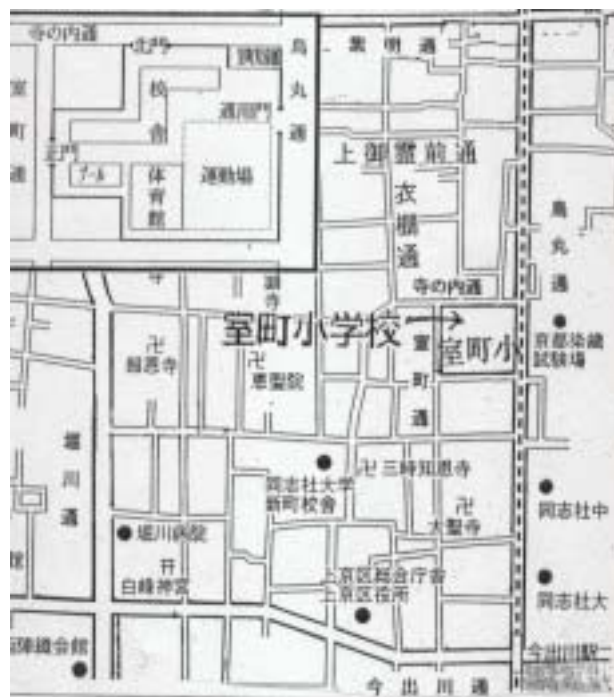 寺の内通
北門
烏丸通
校舎
通用門
室町通
正門
プール
体育館
運動場
紫明通
上御霊前通
衣棚通
烏丸通
寺の内通
寺
室町小学校
室町小
京都染織
試験場
卍
報恩寺
卍
恵聖院
室町通
堀川通
同志社大学
新町校舎
卍三時知恩寺
卍
大聖寺
同志社中
堀川病院
白峰神宮
上京区総合庁舎
上京区役所
同志社大
今出川駅
織会館
今出川通